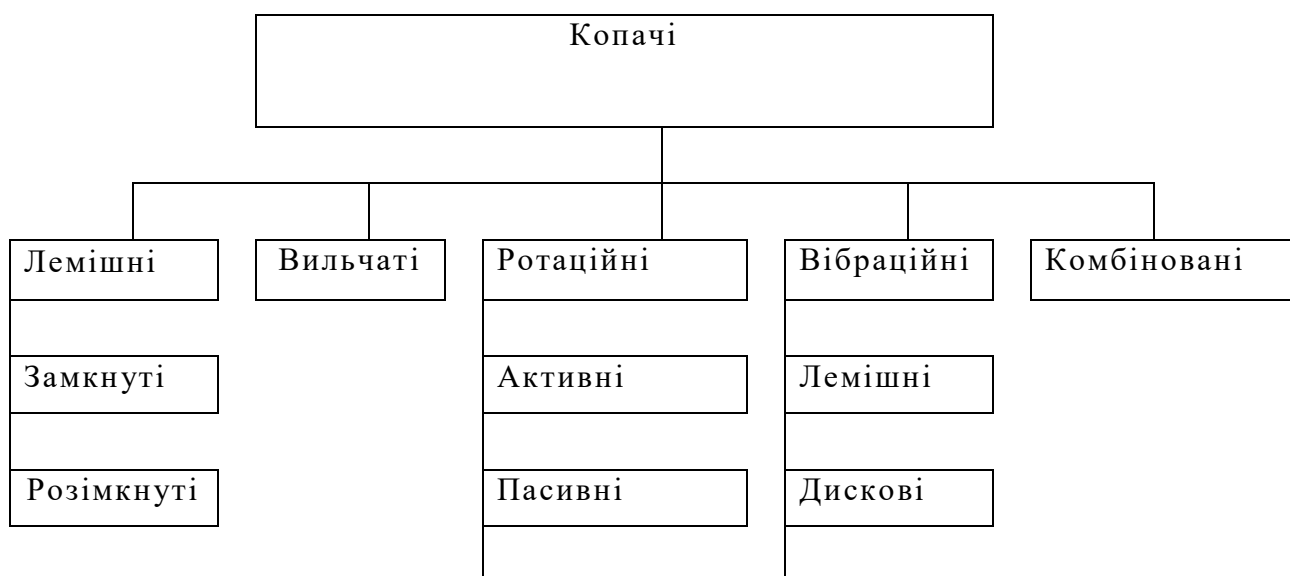 Копачі
Лемішні
Вильчаті
Ротаційні
Вібраційні
Комбіновані
Замкнуті
Активні
Лемішні
Розімкнуті
Пасивні
Дискові